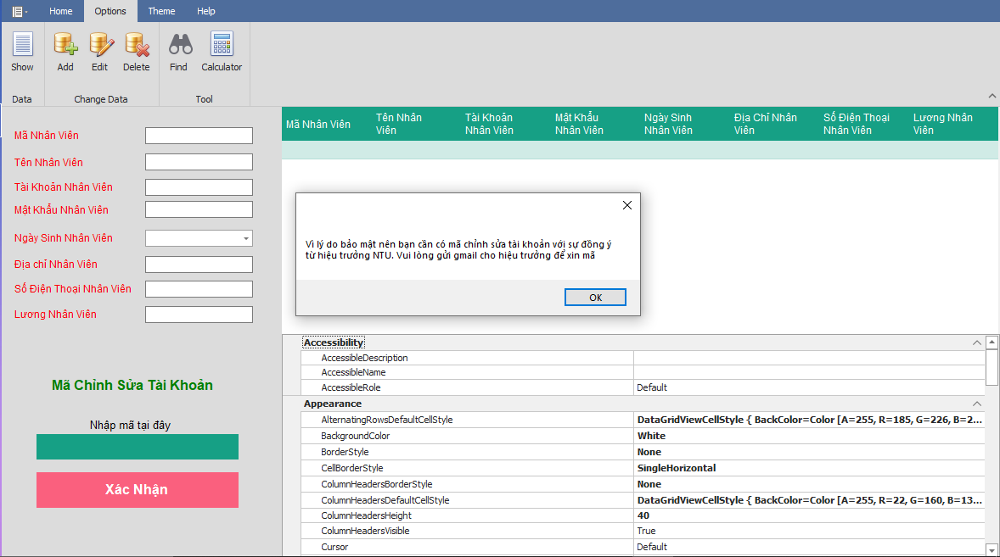 Home Options Theme Help
Show Add Edit Delete Find Calculator
Data Change Data Tool
Mã Nhân Viên
Tên Nhân Viên
Tài Khoản Nhân Viên
Mật Khẩu Nhân Viên
Ngày Sinh Nhân Viên
Địa chỉ Nhân Viên
Số Điện Thoại Nhân Viên
Lương Nhân Viên
Mã Chỉnh Sửa Tài Khoản
Nhập mã tại đây
Xác Nhận
Mã Nhân Viên
Tên Nhân
Viên
Tài Khoản
Nhân Viên
Mật Khẩu
Nhân Viên
Ngày Sinh
Nhân Viên
Địa Chỉ Nhân
Viên
Số Điện Thoại
Nhân Viên
Lương Nhân
Viên
Vì lý do bảo mật nên bạn cần có mã chỉnh sửa tài khoản với sự đồng ý
từ hiệu trưởng NTU. Vui lòng gửi gmail cho hiệu trưởng để xin mã
OK
Accessibility
AccessibleDescription
AccessibleName
AccessibleRole Default
Appearance
AlternatingRowsDefaultCellStyle DataGridViewCellStyle { BackColor=Color [A=255, R=185, G=226, B=2...
BackgroundColor White
BorderStyle None
CellBorderStyle SingleHorizontal
ColumnHeadersBorderStyle None
ColumnHeadersDefaultCellStyle DataGridViewCellStyle { BackColor=Color [A=255, R=22, G=160, B=13...
ColumnHeadersHeight 40
ColumnHeadersVisible True
Cursor Default